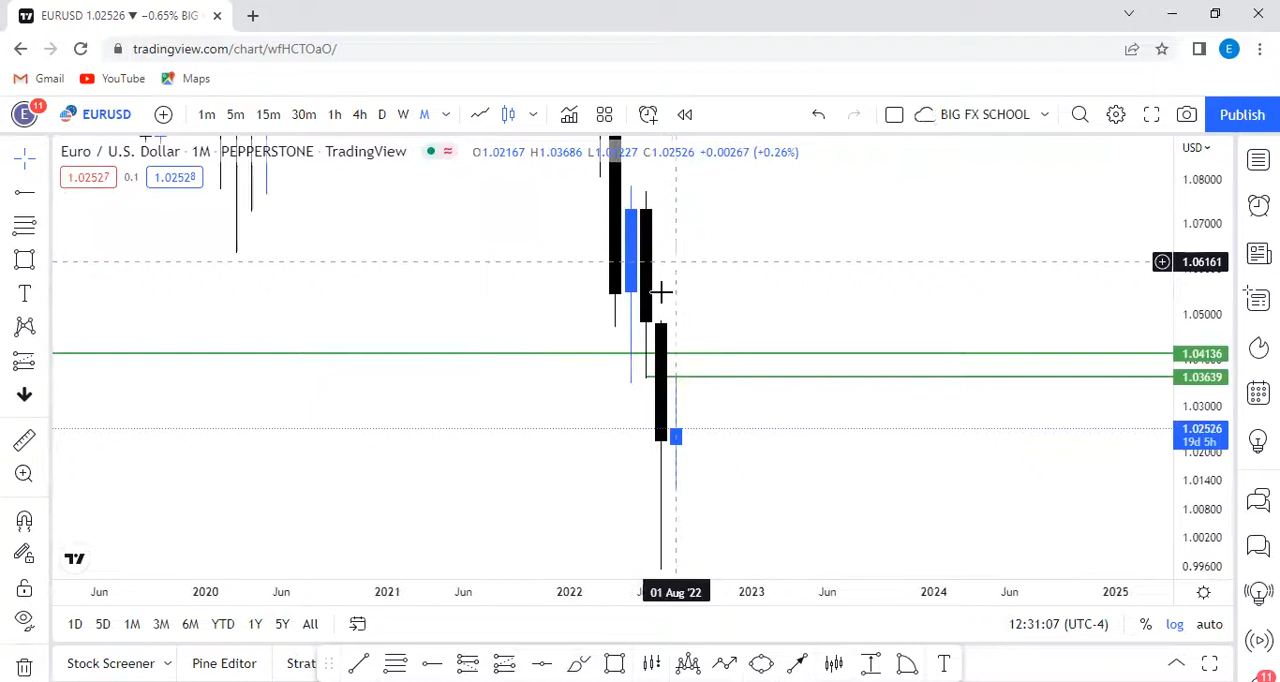 EURUSD 1.02526 ▼ −0.65% BIG
tradingview.com/chart/wfHCTOaO/
E
Gmail
YouTube
Maps
E
11
EURUSD
1m 5m 15m 30m 1h 4h D W M
BIG FX SCHOOL
Publish
Euro / U.S. Dollar · 1M · PEPPERSTONE · TradingView
O1.02167 H1.03686 L1.01227 C1.02526 +0.00267 (+0.26%)
USD
1.02527
0.1
1.02528
1.08000
1.07000
1.06161
1.05000
1.04136
1.03639
1.03000
1.02526
19d 5h
1.02000
1.01400
1.00800
1.00200
0.99600
Jun 2020 Jun 2021 Jun 2022 01 Aug '22 2023 Jun 2024 Jun 2025
1D 5D 1M 3M 6M YTD 1Y 5Y All
12:31:07 (UTC-4)
% log auto
Stock Screener
Pine Editor
Strat
11